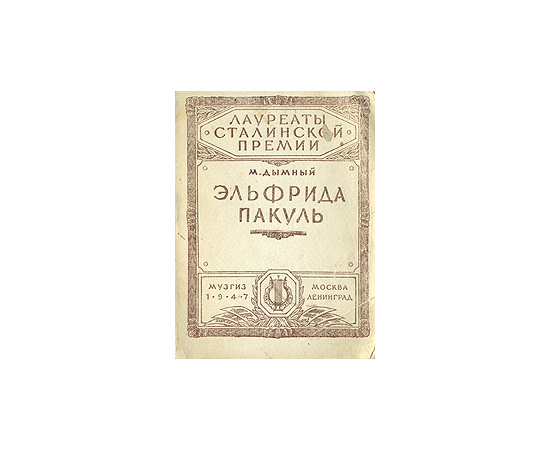 ЛАУРЕАТЫ
СТАЛИНСКОЙ
ПРЕМИИ
М. ДЫМНЫЙ
ЭЛЬФРИДА
ПАКУЛЬ
МУЗГИЗ МОСКВА
1•9•4•7 ЛЕНИНГРАД